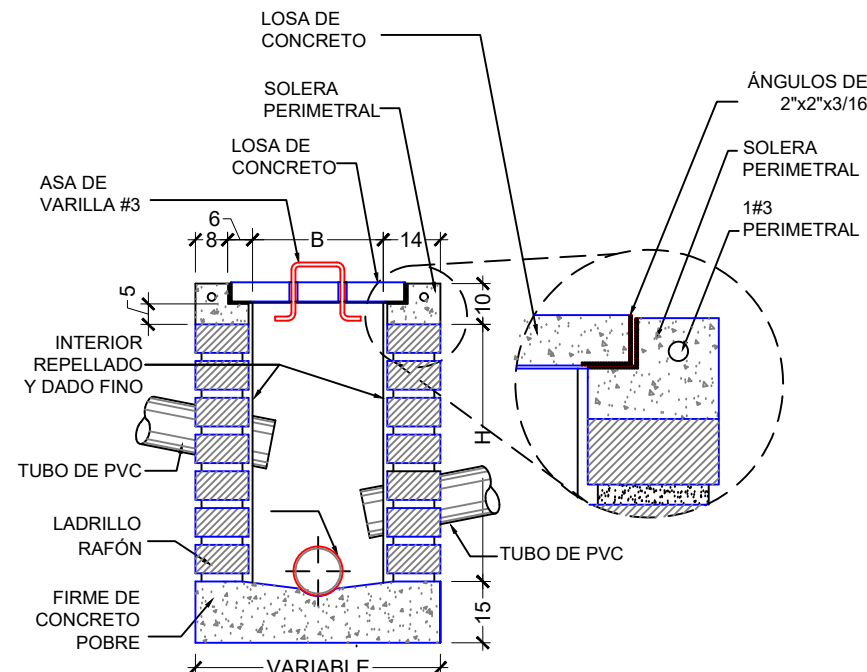 LOSA DE
CONCRETO
ÁNGULOS DE
2"x2"x3/16
SOLERA
PERIMETRAL
SOLERA
PERIMETRAL
LOSA DE
CONCRETO
1#3
PERIMETRAL
ASA DE
VARILLA #3
6
8
B
14
5
10
INTERIOR
REPELLADO
Y DADO FINO
H
TUBO DE PVC
LADRILLO
RAFÓN
TUBO DE PVC
FIRME DE
CONCRETO
POBRE
15
VARIABLE